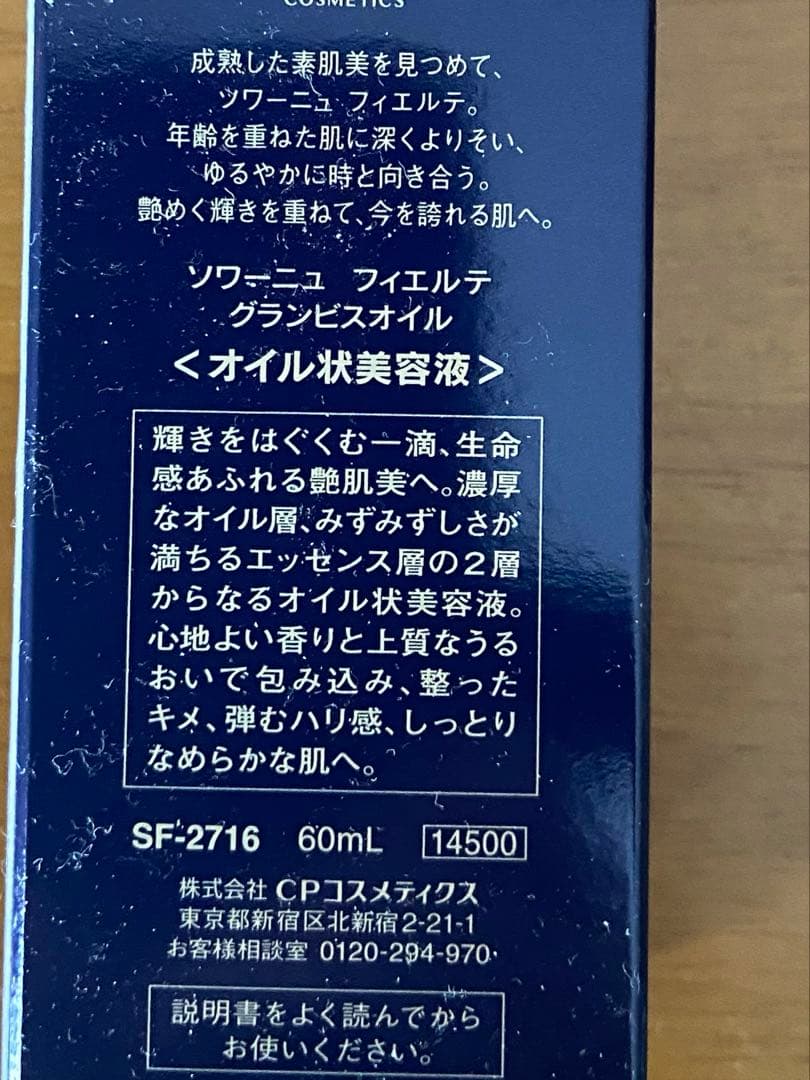 COSMETICS
成熟した素肌美を見つめて、
ソワーニュ フィエルテ。
年齢を重ねた肌に深くよりそい、
ゆるやかに時と向き合う。
艶めく輝きを重ねて、今を誇れる肌へ。
ソワーニュ フィエルテ
グランビスオイル
<オイル状美容液>
輝きをはぐくむ一滴、生命
感あふれる艶肌美へ。濃厚
なオイル層、みずみずしさが
満ちるエッセンス層の2層
からなるオイル状美容液。
心地よい香りと上質なうる
おいで包み込み、整った
キメ、弾むハリ感、しっとり
なめらかな肌へ。
SF-2716 60mL 14500
株式会社 CPコスメティクス
東京都新宿区北新宿2-21-1
お客様相談室 0120-294-970
説明書をよく読んでから
お使いください。